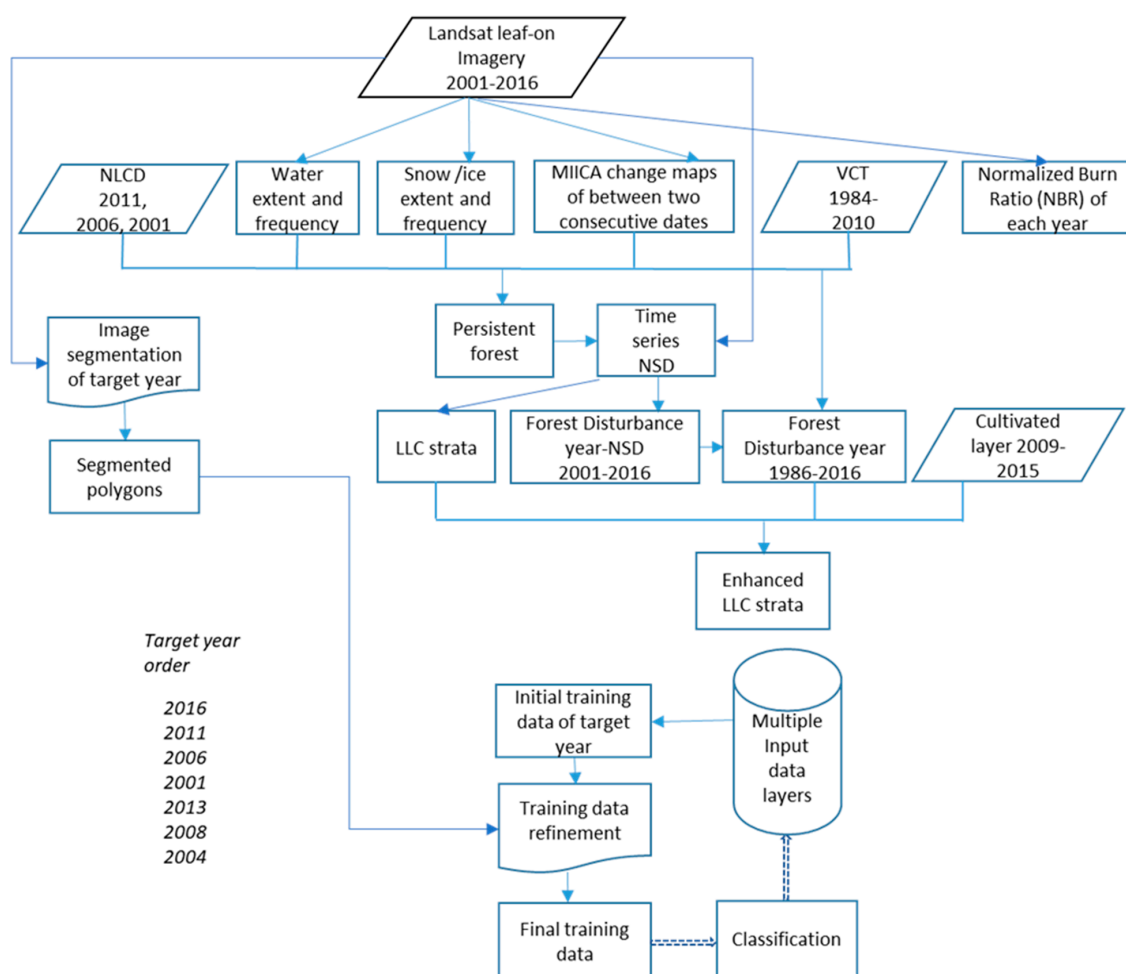 Landsat leaf-on
Imagery
2001-2016
NLCD
2011,
2006, 2001
Water
extent and
frequency
Snow /ice
extent and
frequency
MIICA change maps
of between two
consecutive dates
VCT
1984-
2010
Normalized Burn
Ratio (NBR) of
each year
Image
segmentation
of target year
Persistent
forest
Time
series
NSD
Segmented
polygons
LLC strata
Forest Disturbance
year-NSD
2001-2016
Forest
Disturbance year
1986-2016
Cultivated
layer 2009-
2015
Enhanced
LLC strata
Target year
order
2016
2011
2006
2001
2013
2008
2004
Initial training
data of target
year
Multiple
Input
data
layers
Training data
refinement
Final training
data
Classification